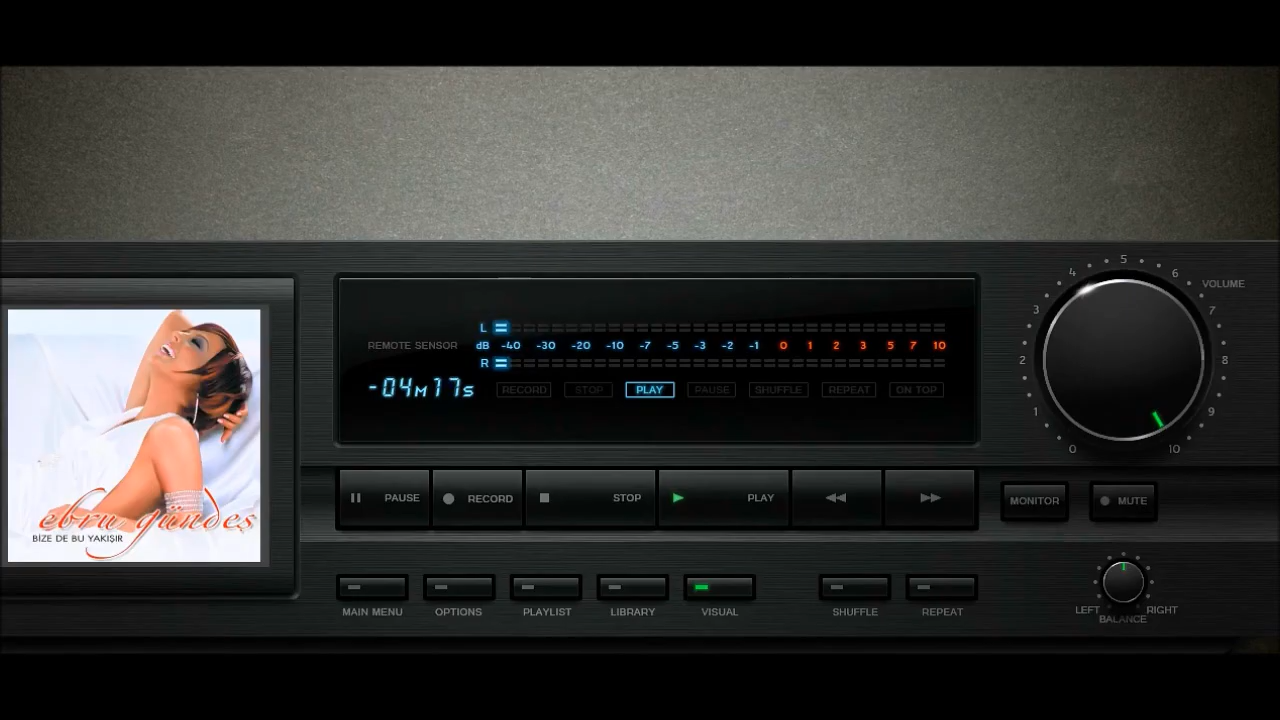 5
4 6
VOLUME
3 7
2 8
1 9
0 10
L
REMOTE SENSOR dB -40 -30 -20 -10 -7 -5 -3 -2 -1 0 1 2 3 5 7 10
R
-04M17s RECORD STOP PLAY PAUSE SHUFFLE REPEAT ON TOP
ebru gündeş
BİZE DE BU YAKIŞIR
PAUSE RECORD STOP PLAY MONITOR MUTE
MAIN MENU OPTIONS PLAYLIST LIBRARY VISUAL SHUFFLE REPEAT
LEFT RIGHT
BALANCE